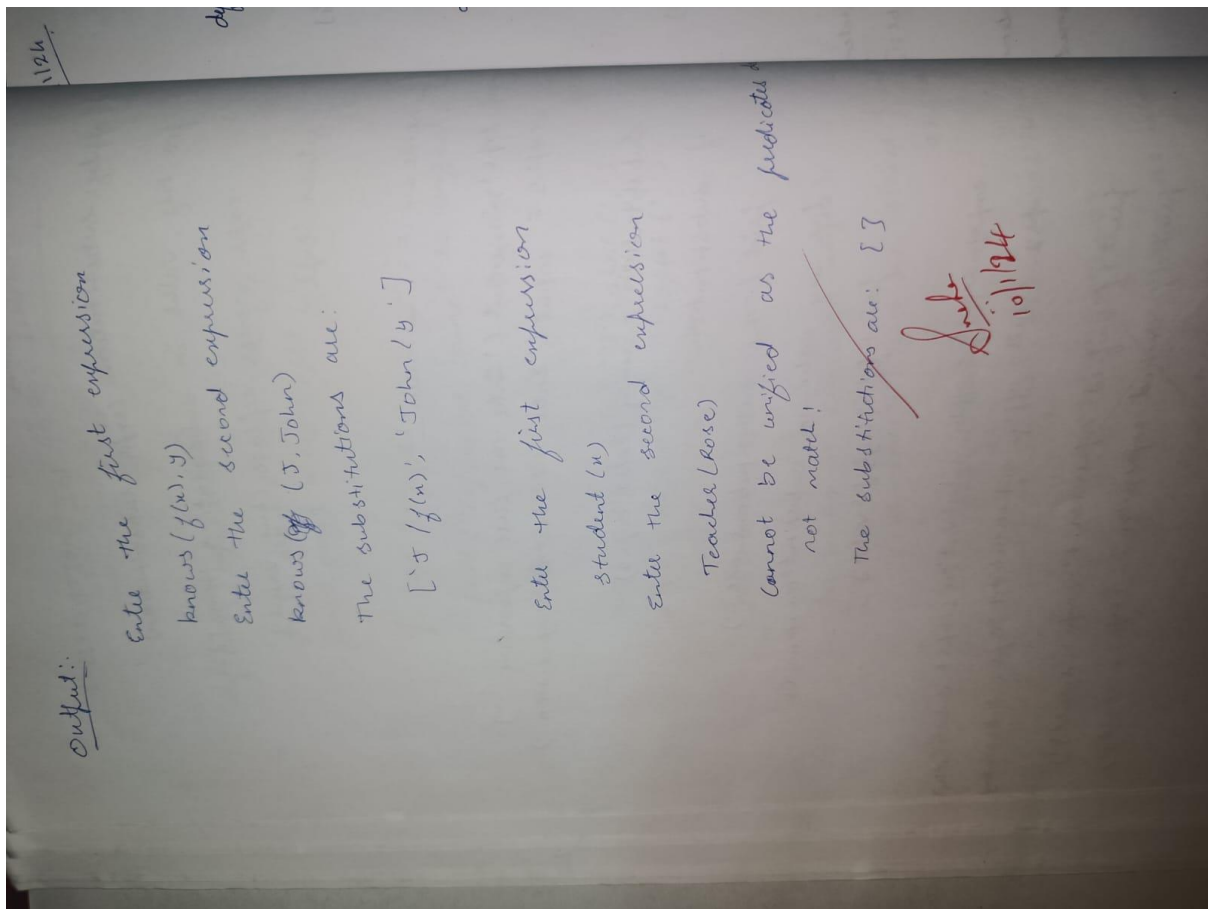 1/24.
Output:
Enter the first expression
knows(f(x), y)
Enter the second expression
knows (J, John)
The substitutions are:
['J / f(x)', 'John / y']
Enter the first expression
student (x)
Enter the second expression
Teacher (Rose)
Cannot be unified as the predicates d
not match!
The substitutions are: [ ]
10/1/24